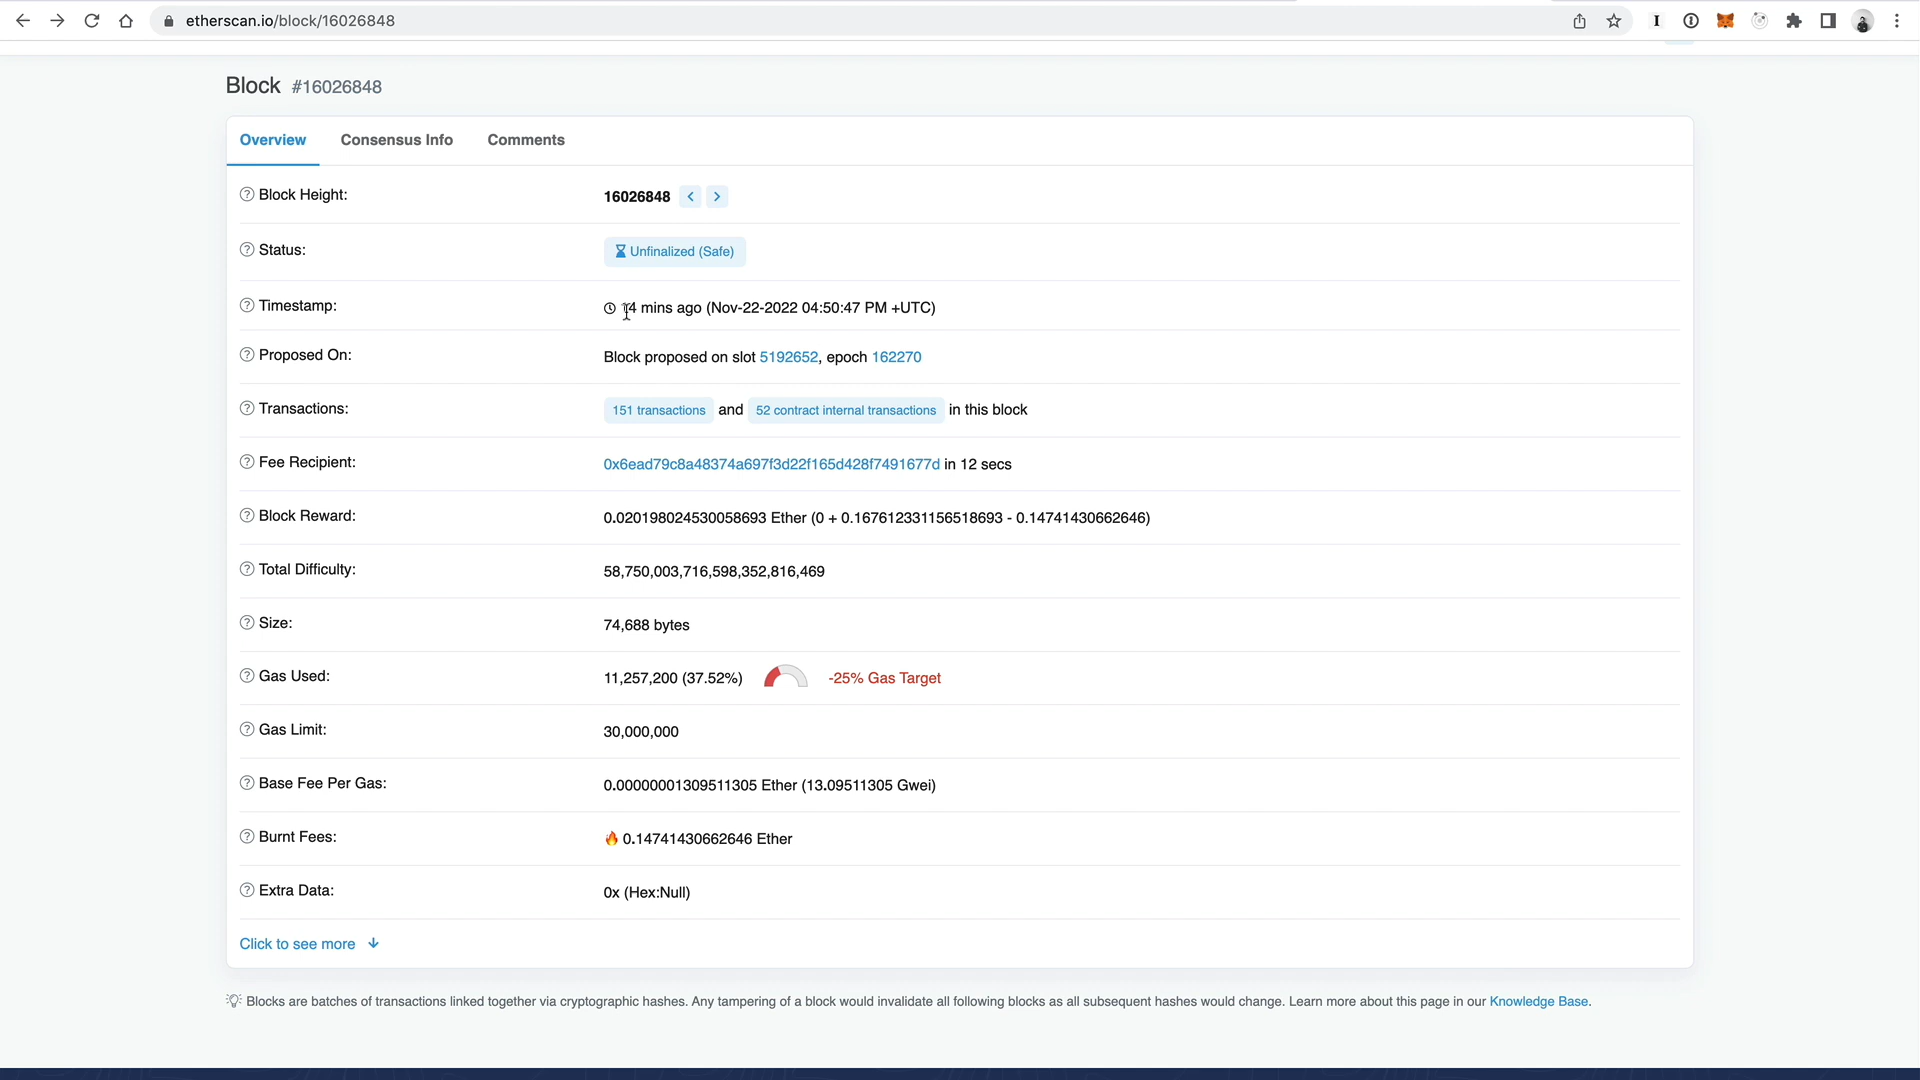 etherscan.io/block/16026848
Block #16026848
Overview Consensus Info Comments
Block Height: 16026848
Status: Unfinalized (Safe)
Timestamp: 14 mins ago (Nov-22-2022 04:50:47 PM +UTC)
Proposed On: Block proposed on slot 5192652, epoch 162270
Transactions: 151 transactions and 52 contract internal transactions in this block
Fee Recipient: 0x6ead79c8a48374a697f3d22f165d428f7491677d in 12 secs
Block Reward: 0.020198024530058693 Ether (0 + 0.167612331156518693 - 0.14741430662646)
Total Difficulty: 58,750,003,716,598,352,816,469
Size: 74,688 bytes
Gas Used: 11,257,200 (37.52%) -25% Gas Target
Gas Limit: 30,000,000
Base Fee Per Gas: 0.00000001309511305 Ether (13.09511305 Gwei)
Burnt Fees: 🔥 0.14741430662646 Ether
Extra Data: 0x (Hex:Null)
Click to see more
Blocks are batches of transactions linked together via cryptographic hashes. Any tampering of a block would invalidate all following blocks as all subsequent hashes would change. Learn more about this page in our Knowledge Base.